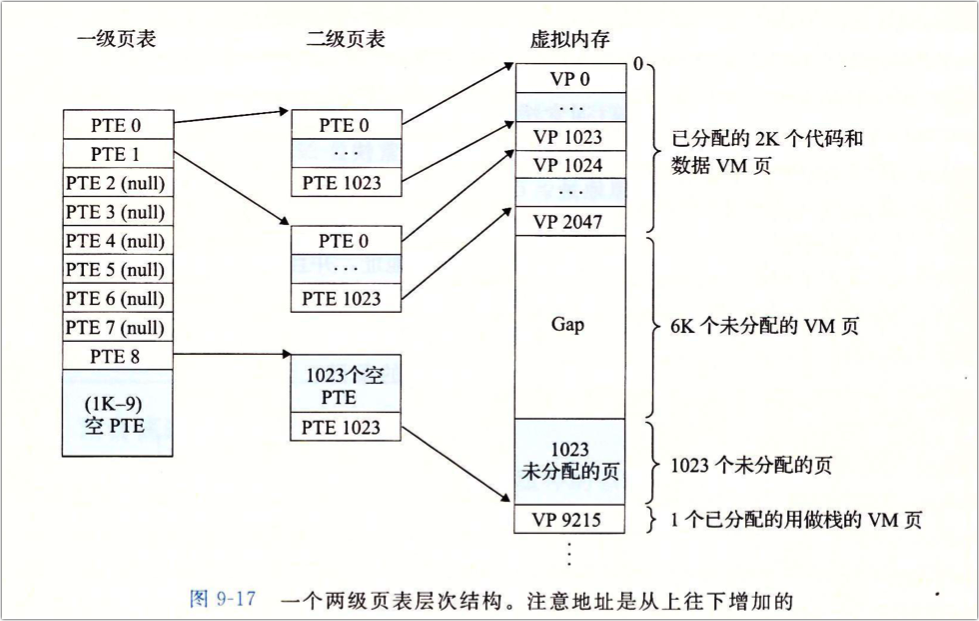 一级页表
二级页表
虚拟内存
PTE 0
PTE 1
PTE 2 (null)
PTE 3 (null)
PTE 4 (null)
PTE 5 (null)
PTE 6 (null)
PTE 7 (null)
PTE 8
(1K–9)
空 PTE
PTE 0
···
PTE 1023
PTE 0
···
PTE 1023
1023个空
PTE
PTE 1023
0
VP 0
···
VP 1023
VP 1024
···
VP 2047
Gap
1023
未分配的页
VP 9215
已分配的 2K 个代码和
数据 VM 页
6K 个未分配的 VM 页
1023 个未分配的页
1 个已分配的用做栈的 VM 页
图 9-17 一个两级页表层次结构。注意地址是从上往下增加的